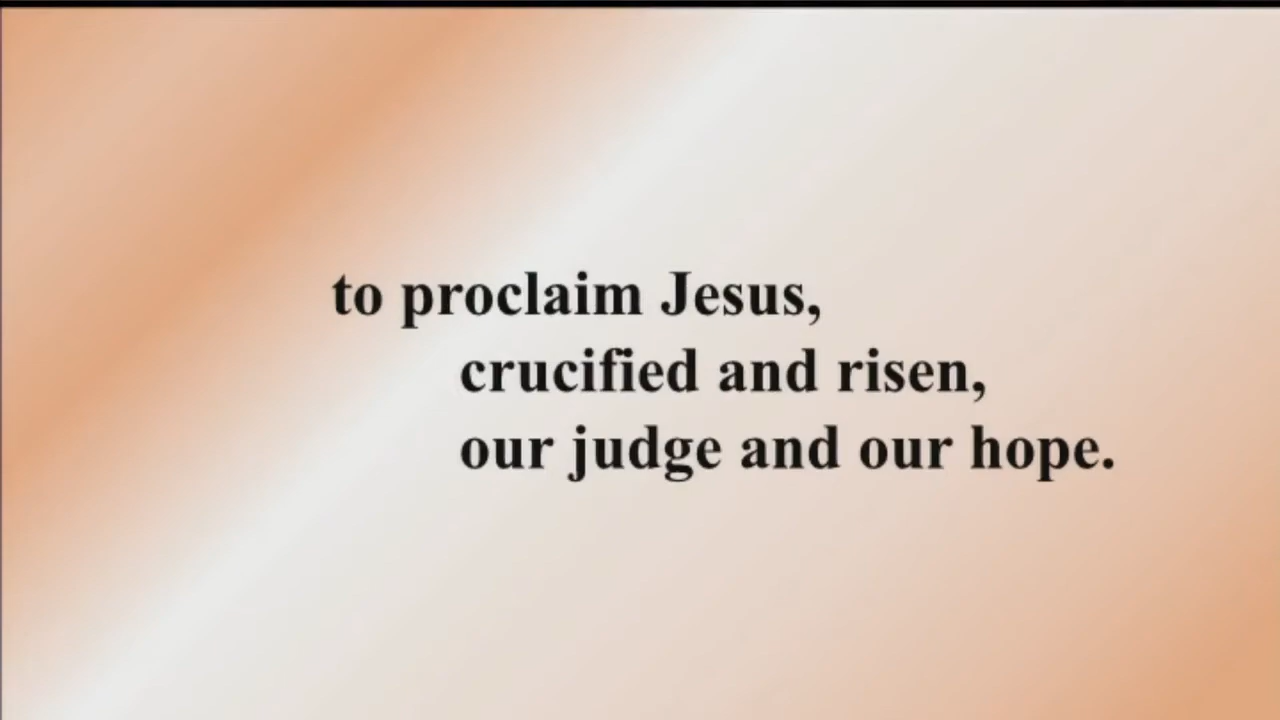 to proclaim Jesus,
crucified and risen,
our judge and our hope.